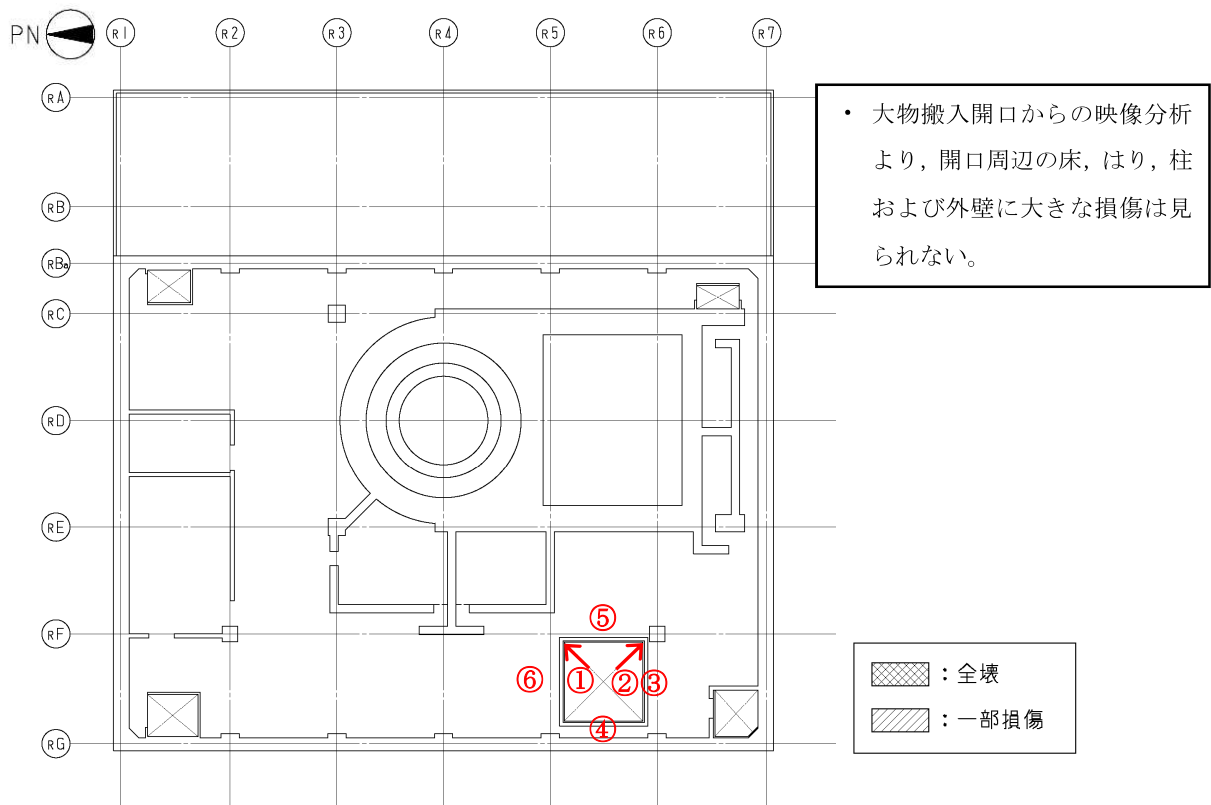 PN
R1 R2 R3 R4 R5 R6 R7
RA
RB
RBa
RC
RD
RE
RF
RG
・ 大物搬入開口からの映像分析
より, 開口周辺の床, はり, 柱
および外壁に大きな損傷は見
られない。
⑤
⑥ ① ② ③
④
：全壊
：一部損傷